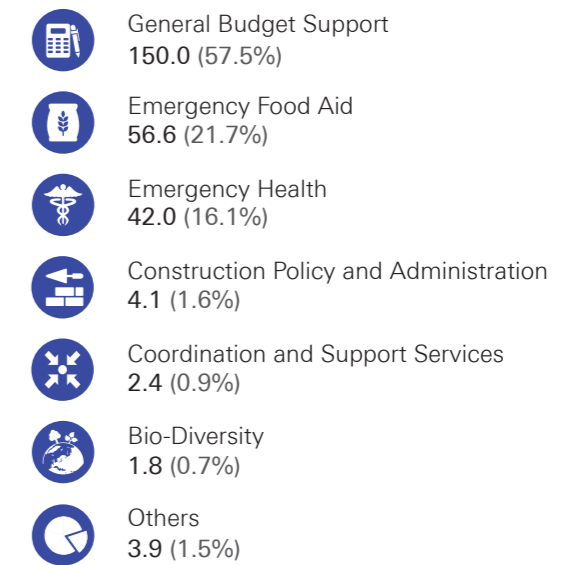 General Budget Support
150.0 (57.5%)
Emergency Food Aid
56.6 (21.7%)
Emergency Health
42.0 (16.1%)
Construction Policy and Administration
4.1 (1.6%)
Coordination and Support Services
2.4 (0.9%)
Bio-Diversity
1.8 (0.7%)
Others
3.9 (1.5%)